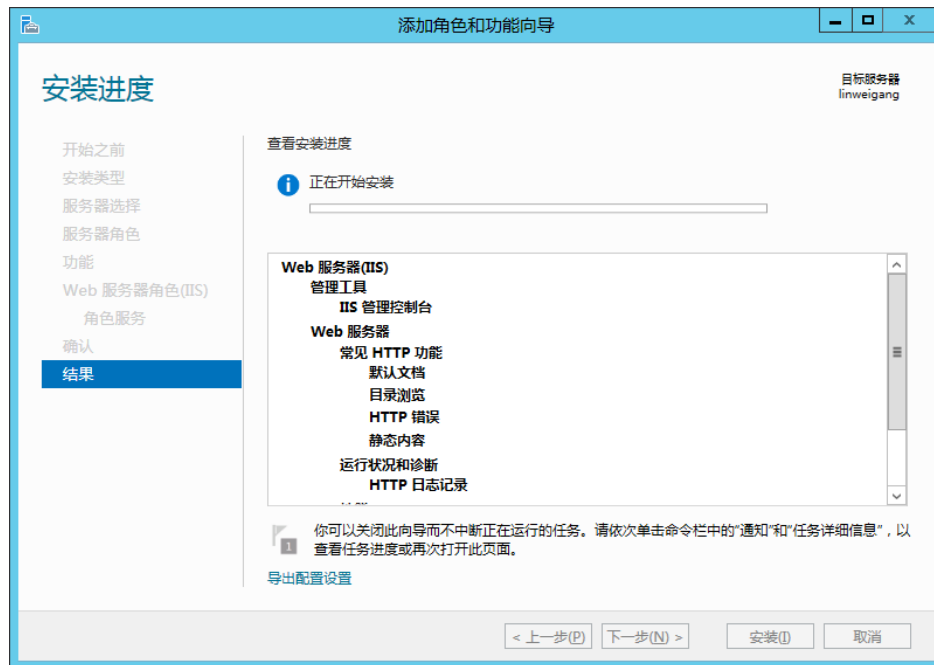 添加角色和功能向导
安装进度
目标服务器
linweigang
开始之前
安装类型
服务器选择
服务器角色
功能
Web 服务器角色(IIS)
角色服务
确认
结果
查看安装进度
正在开始安装
Web 服务器(IIS)
管理工具
IIS 管理控制台
Web 服务器
常见 HTTP 功能
默认文档
目录浏览
HTTP 错误
静态内容
运行状况和诊断
HTTP 日志记录
1
你可以关闭此向导而不中断正在运行的任务。请依次单击命令栏中的“通知”和“任务详细信息”，以
查看任务进度或再次打开此页面。
导出配置设置
< 上一步(P) 下一步(N) > 安装(I) 取消